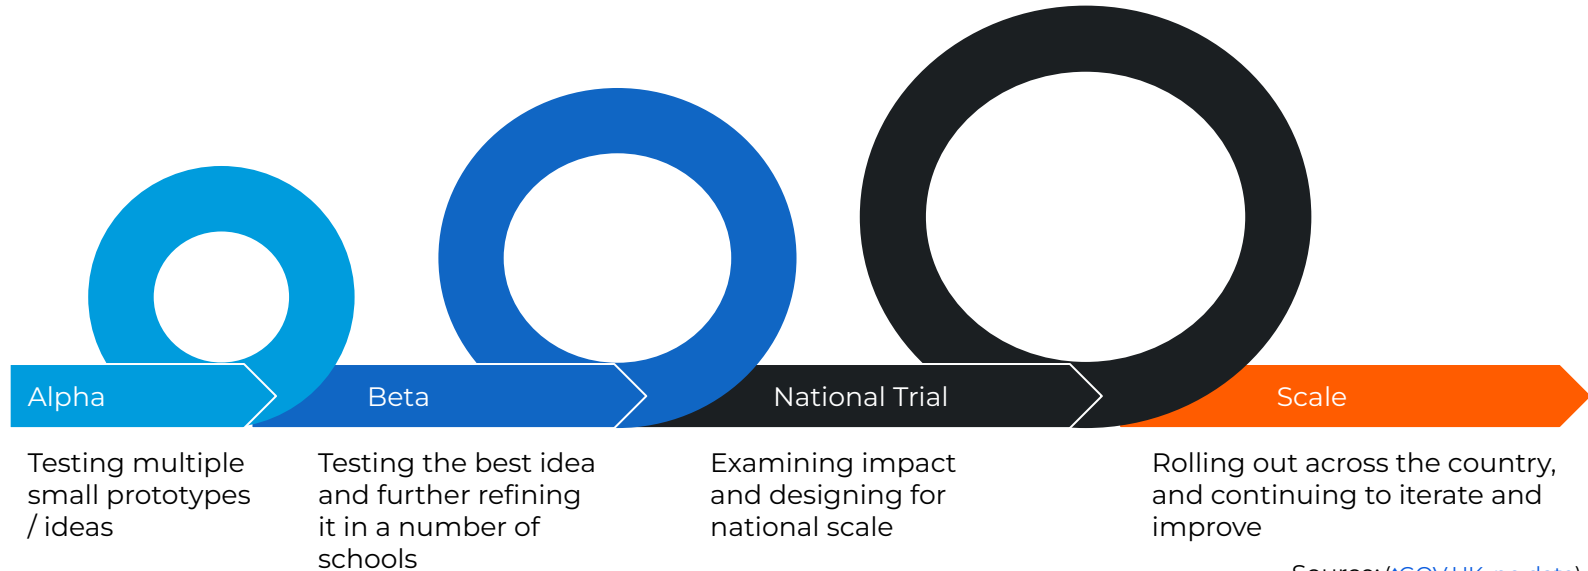 Alpha
Beta
National Trial
Scale
Testing multiple
small prototypes
/ ideas
Testing the best idea
and further refining
it in a number of
schools
Examining impact
and designing for
national scale
Rolling out across the country,
and continuing to iterate and
improve